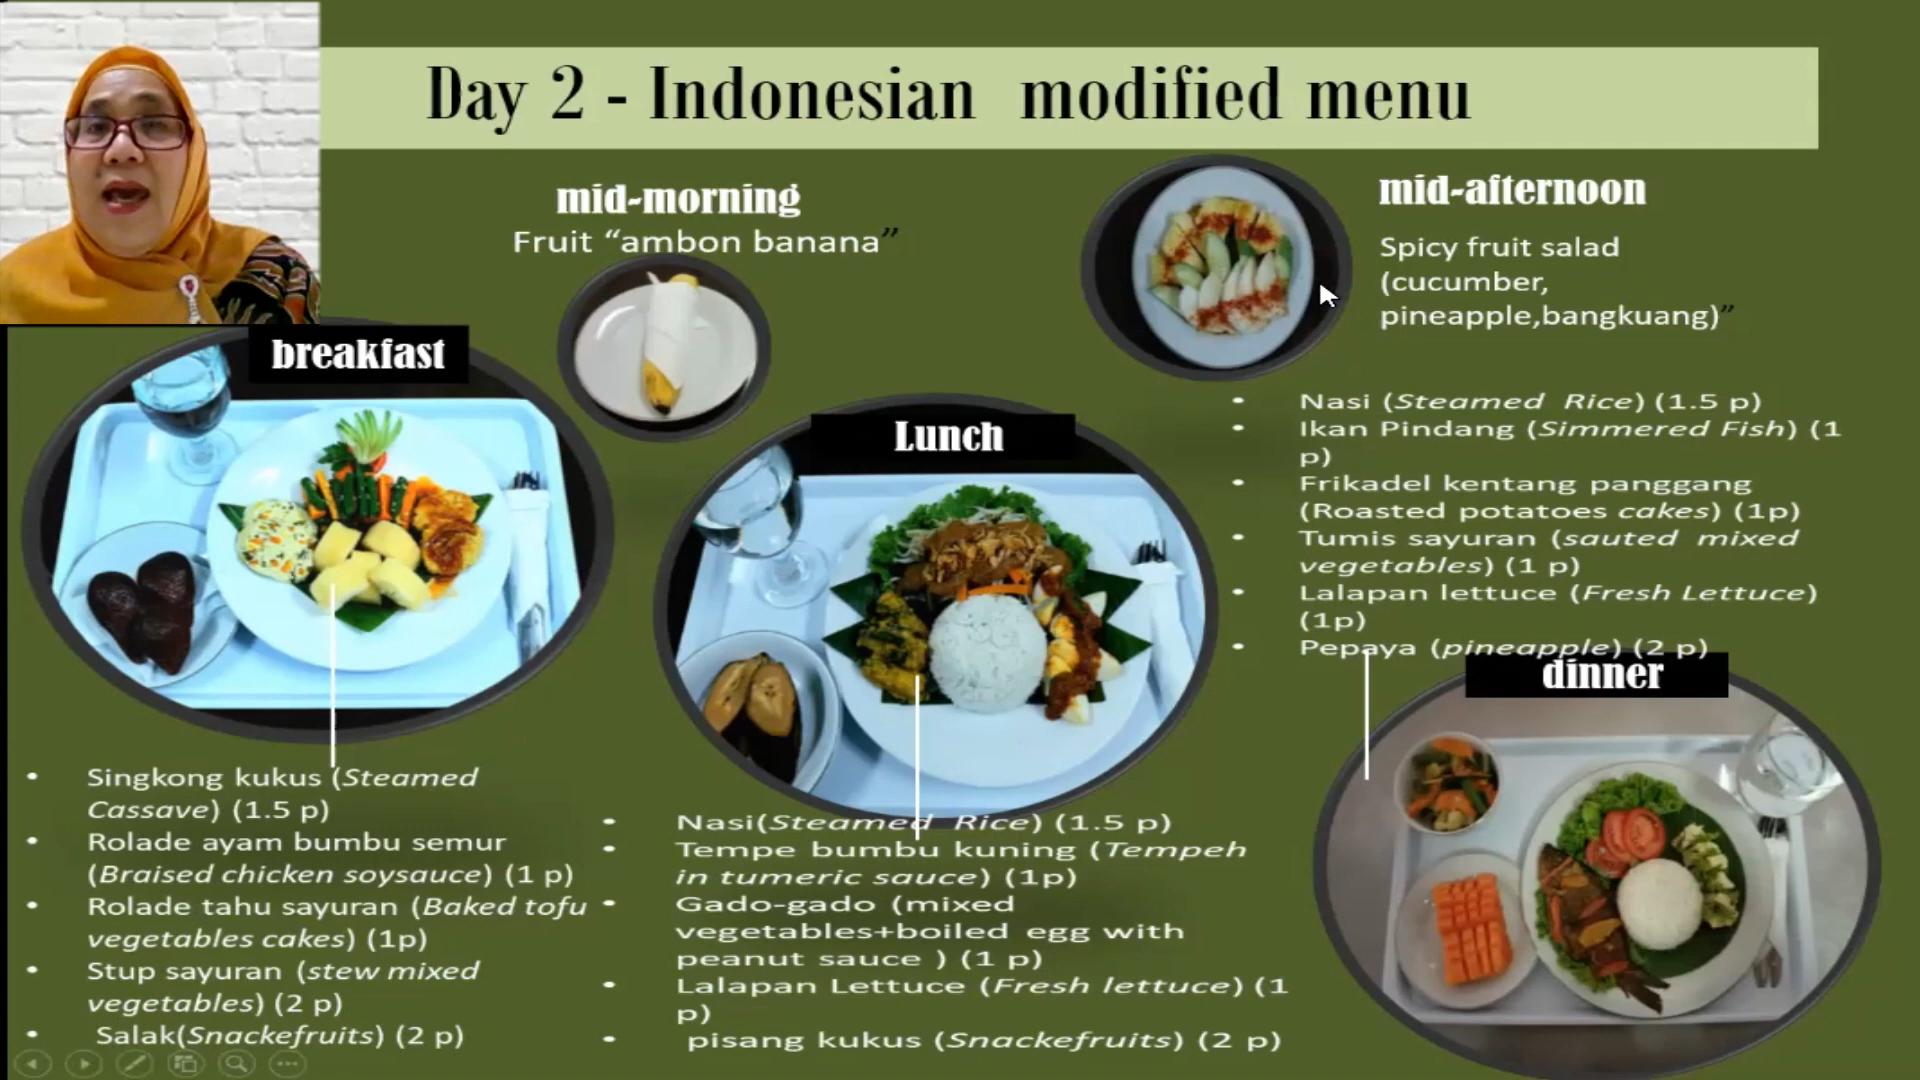 Day 2 - Indonesian modified menu
mid-morning
Fruit “ambon banana”
mid-afternoon
Spicy fruit salad
(cucumber,
pineapple,bangkuang)”
breakfast
• Singkong kukus (Steamed
Cassave) (1.5 p)
• Rolade ayam bumbu semur
(Braised chicken soysauce) (1 p)
• Rolade tahu sayuran (Baked tofu
vegetables cakes) (1p)
• Stup sayuran (stew mixed
vegetables) (2 p)
• Salak(Snackefruits) (2 p)
Lunch
• Nasi(Steamed Rice) (1.5 p)
• Tempe bumbu kuning (Tempeh
in tumeric sauce) (1p)
• Gado-gado (mixed
vegetables+boiled egg with
peanut sauce ) (1 p)
• Lalapan Lettuce (Fresh lettuce) (1
p)
• pisang kukus (Snackefruits) (2 p)
• Nasi (Steamed Rice) (1.5 p)
• Ikan Pindang (Simmered Fish) (1
p)
• Frikadel kentang panggang
(Roasted potatoes cakes) (1p)
• Tumis sayuran (sauted mixed
vegetables) (1 p)
• Lalapan lettuce (Fresh Lettuce)
(1p)
• Pepaya (pineapple) (2 p)
dinner